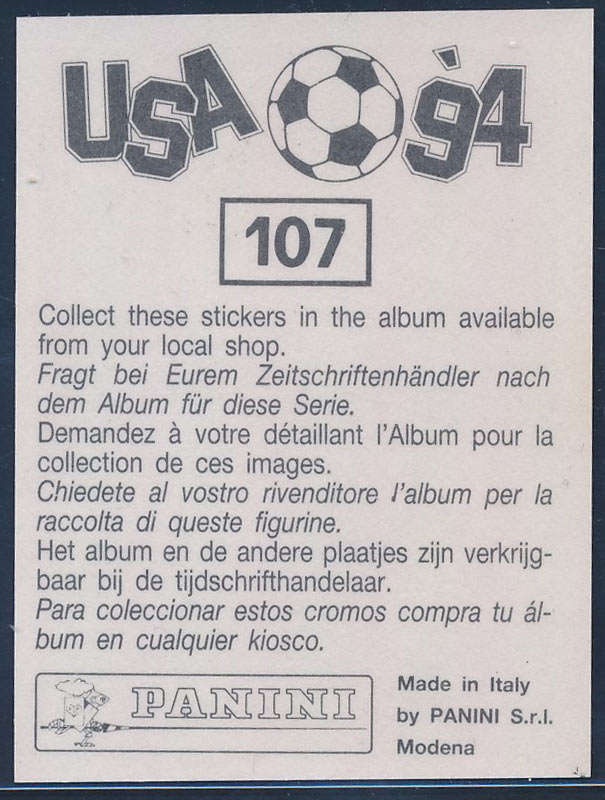 USA '94
107
Collect these stickers in the album available
from your local shop.
Fragt bei Eurem Zeitschriftenhändler nach
dem Album für diese Serie.
Demandez à votre détaillant l'Album pour la
collection de ces images.
Chiedete al vostro rivenditore l'album per la
raccolta di queste figurine.
Het album en de andere plaatjes zijn verkrijg-
baar bij de tijdschrifthandelaar.
Para coleccionar estos cromos compra tu ál-
bum en cualquier kiosco.
PANINI
Made in Italy
by PANINI S.r.l.
Modena